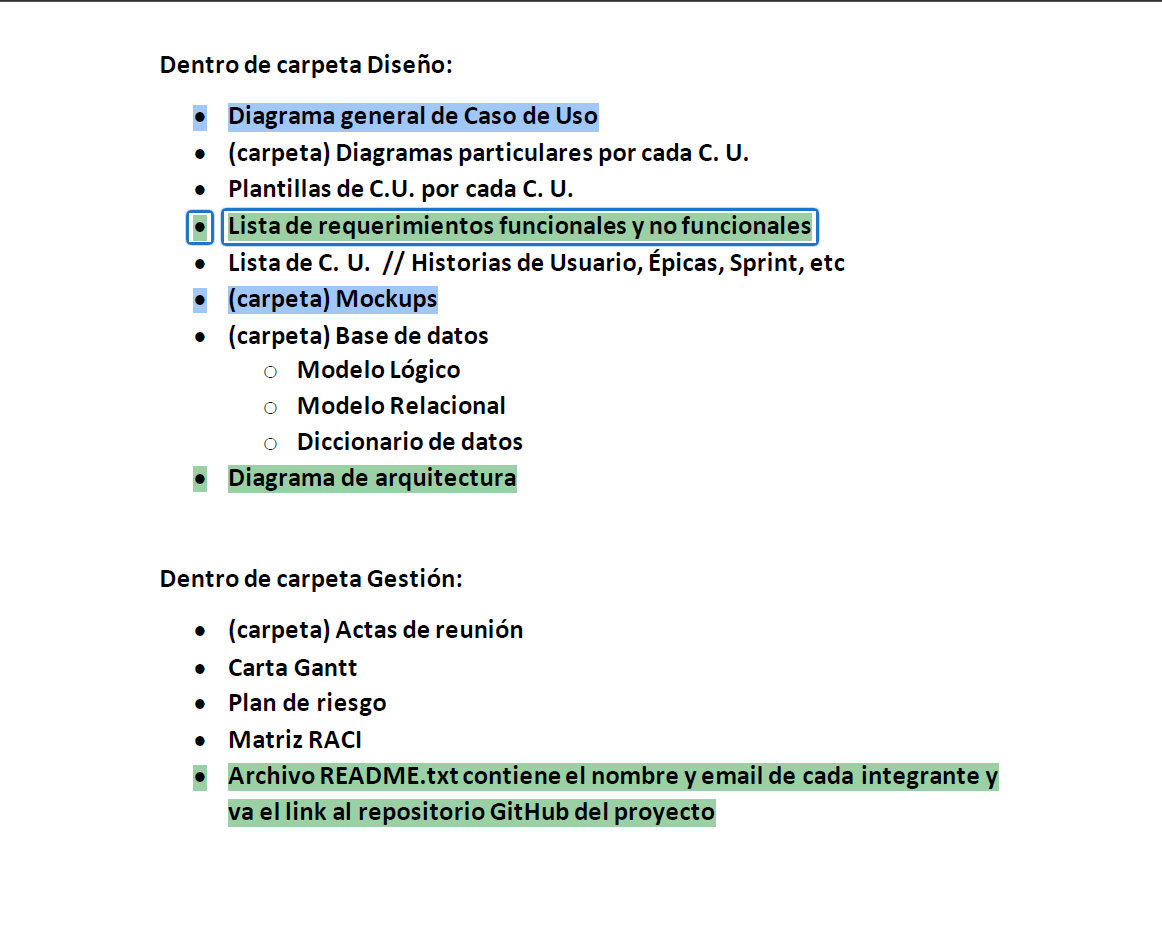 Dentro de carpeta Diseño:
● Diagrama general de Caso de Uso
● (carpeta) Diagramas particulares por cada C. U.
● Plantillas de C.U. por cada C. U.
● Lista de requerimientos funcionales y no funcionales
● Lista de C. U. // Historias de Usuario, Épicas, Sprint, etc
● (carpeta) Mockups
● (carpeta) Base de datos
○ Modelo Lógico
○ Modelo Relacional
○ Diccionario de datos
● Diagrama de arquitectura
Dentro de carpeta Gestión:
● (carpeta) Actas de reunión
● Carta Gantt
● Plan de riesgo
● Matriz RACI
● Archivo README.txt contiene el nombre y email de cada integrante y
va el link al repositorio GitHub del proyecto